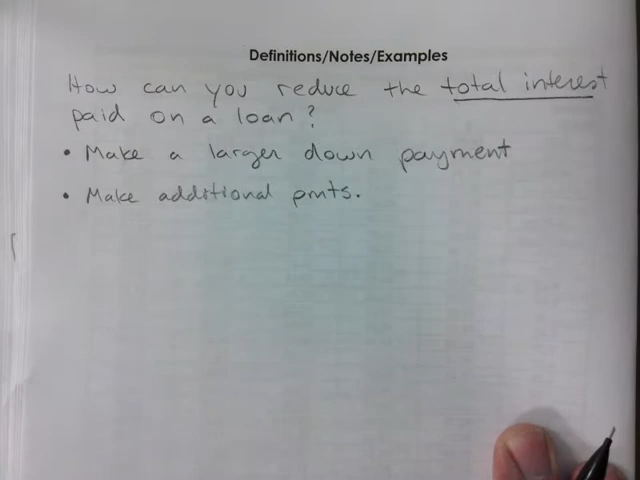 Definitions/Notes/Examples
How can you reduce the total interest
paid on a loan?
• Make a larger down payment
• Make additional pmts.